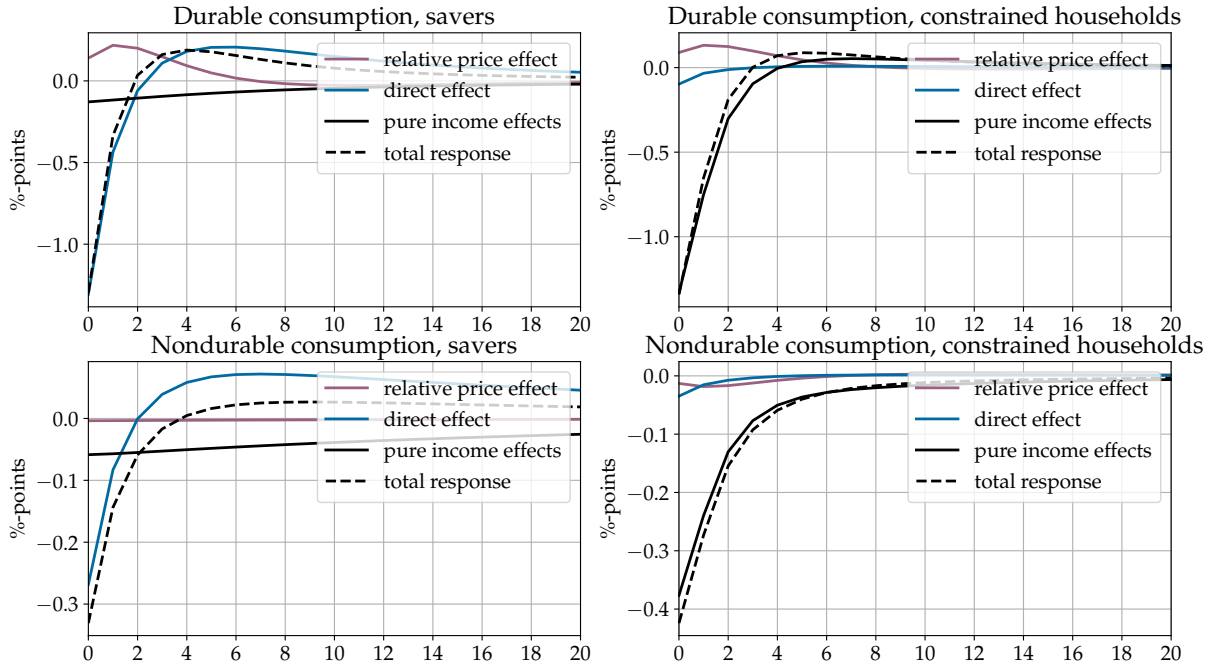 Durable consumption, savers
%-points
0.0
−0.5
−1.0
relative price effect
direct effect
pure income effects
total response
0 2 4 6 8 10 12 14 16 18 20
Durable consumption, constrained households
%-points
0.0
−0.5
−1.0
relative price effect
direct effect
pure income effects
total response
0 2 4 6 8 10 12 14 16 18 20
Nondurable consumption, savers
%-points
0.0
−0.1
−0.2
−0.3
relative price effect
direct effect
pure income effects
total response
0 2 4 6 8 10 12 14 16 18 20
Nondurable consumption, constrained households
%-points
0.0
−0.1
−0.2
−0.3
−0.4
relative price effect
direct effect
pure income effects
total response
0 2 4 6 8 10 12 14 16 18 20